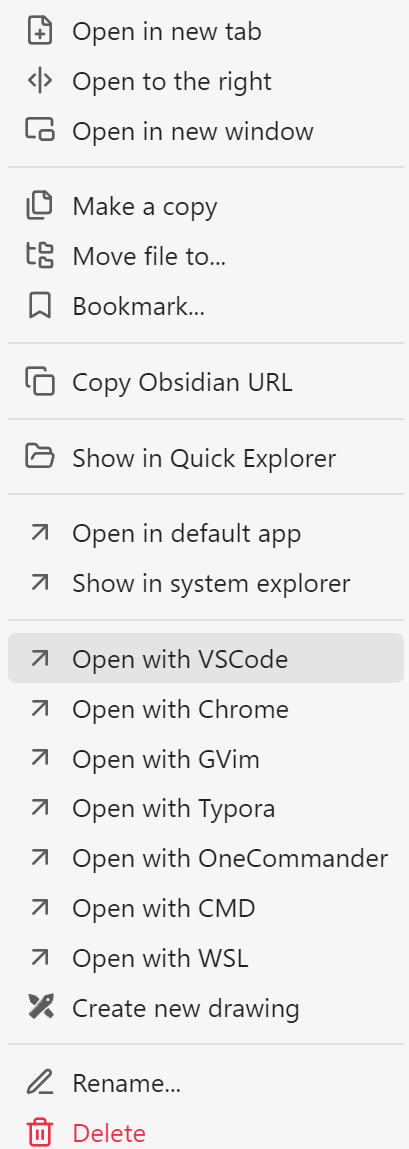 Open in new tab
Open to the right
Open in new window
Make a copy
Move file to...
Bookmark...
Copy Obsidian URL
Show in Quick Explorer
Open in default app
Show in system explorer
Open with VSCode
Open with Chrome
Open with GVim
Open with Typora
Open with OneCommander
Open with CMD
Open with WSL
Create new drawing
Rename...
Delete